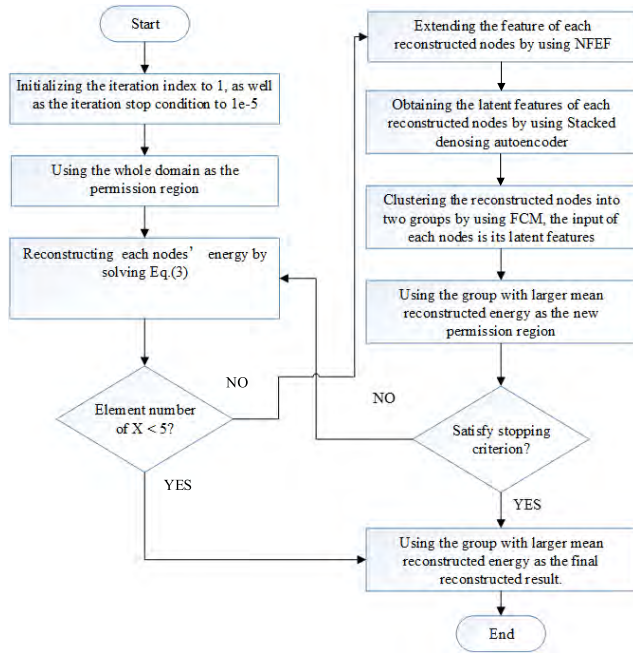 Start
Initializing the iteration index to 1, as well
as the iteration stop condition to 1e-5
Using the whole domain as the
permission region
Reconstructing each nodes' energy by
solving Eq.(3)
Element number
of X < 5?
NO
YES
Extending the feature of each
reconstructed nodes by using NFEF
Obtaining the latent features of each
reconstructed nodes by using Stacked
denosing autoencoder
Clustering the reconstructed nodes into
two groups by using FCM, the input of
each nodes is its latent features
Using the group with larger mean
reconstructed energy as the new
permission region
NO
Satisfy stopping
criterion?
YES
Using the group with larger mean
reconstructed energy as the final
reconstructed result.
End